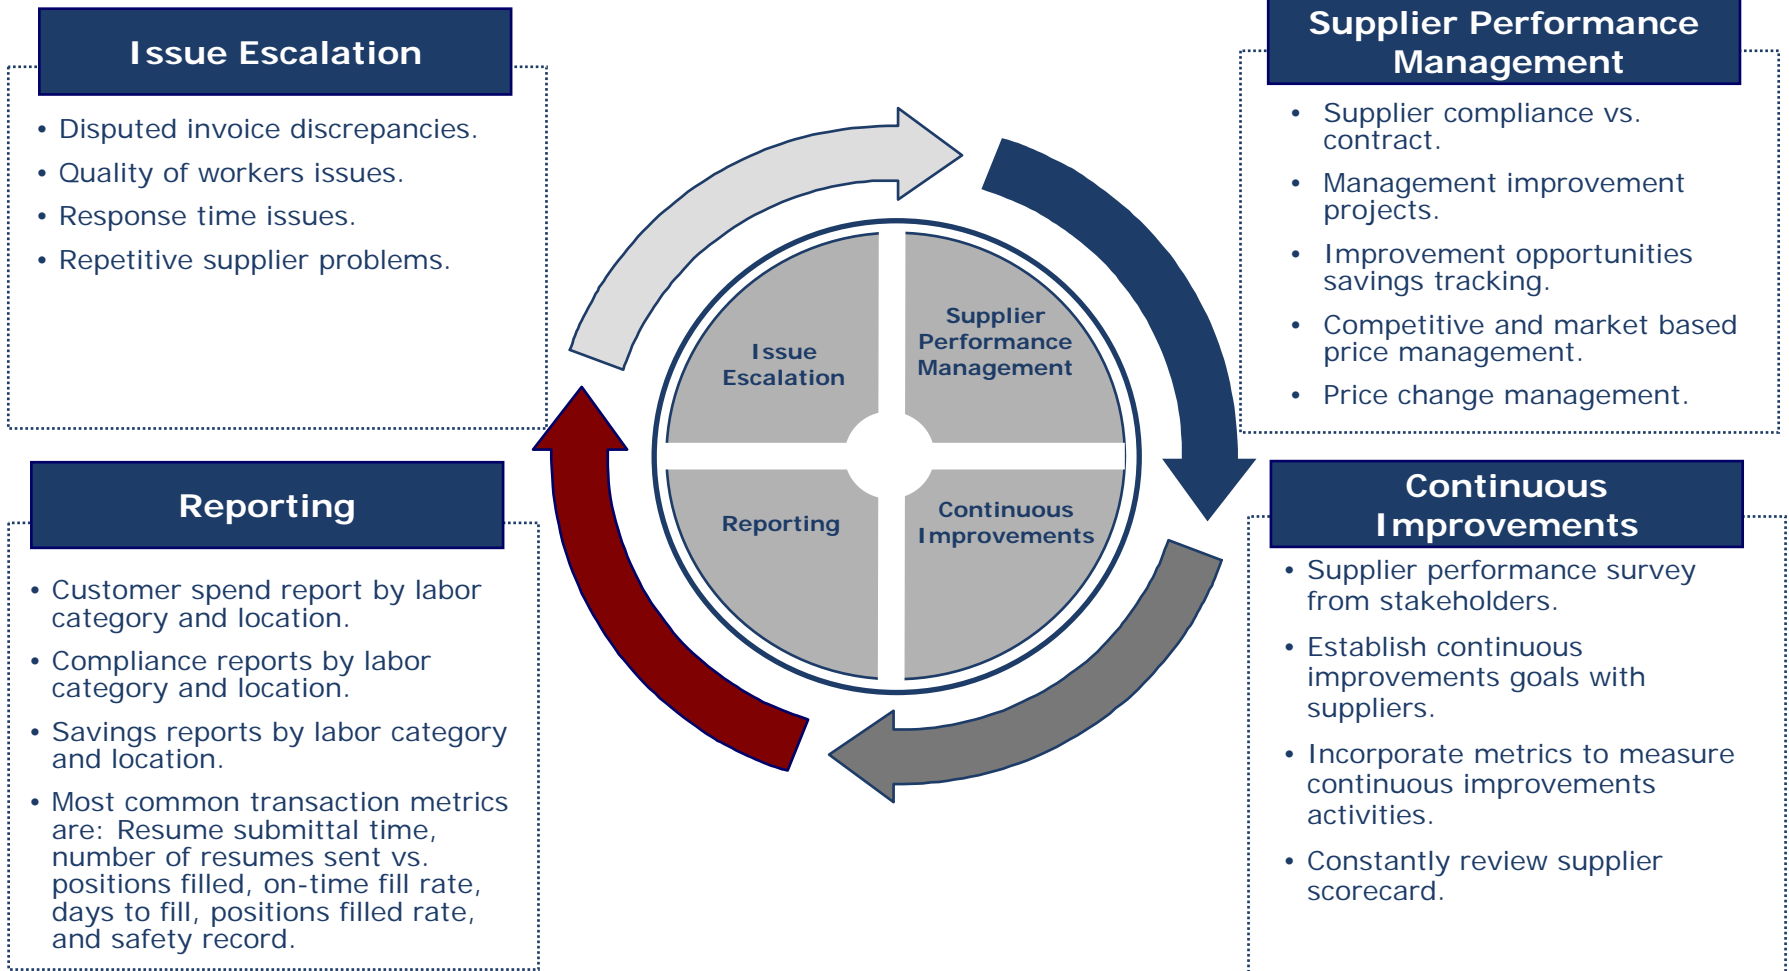 Issue Escalation
• Disputed invoice discrepancies.
• Quality of workers issues.
• Response time issues.
• Repetitive supplier problems.
Supplier Performance
Management
• Supplier compliance vs.
contract.
• Management improvement
projects.
• Improvement opportunities
savings tracking.
• Competitive and market based
price management.
• Price change management.
Issue
Escalation
Supplier
Performance
Management
Reporting
Continuous
Improvements
Reporting
• Customer spend report by labor
category and location.
• Compliance reports by labor
category and location.
• Savings reports by labor category
and location.
• Most common transaction metrics
are: Resume submittal time,
number of resumes sent vs.
positions filled, on-time fill rate,
days to fill, positions filled rate,
and safety record.
Continuous
Improvements
• Supplier performance survey
from stakeholders.
• Establish continuous
improvements goals with
suppliers.
• Incorporate metrics to measure
continuous improvements
activities.
• Constantly review supplier
scorecard.